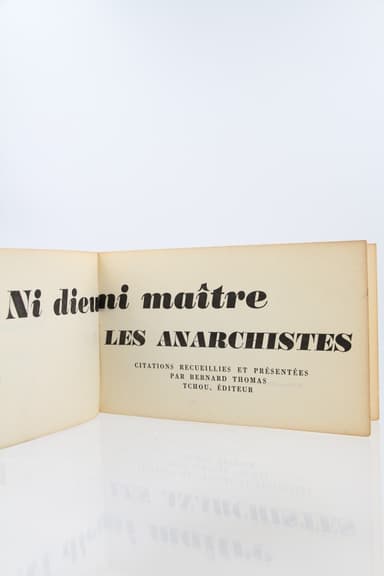 Ni dieu ni maître
LES ANARCHISTES
CITATIONS RECUEILLIES ET PRÉSENTÉES
PAR BERNARD THOMAS
TCHOU, ÉDITEUR